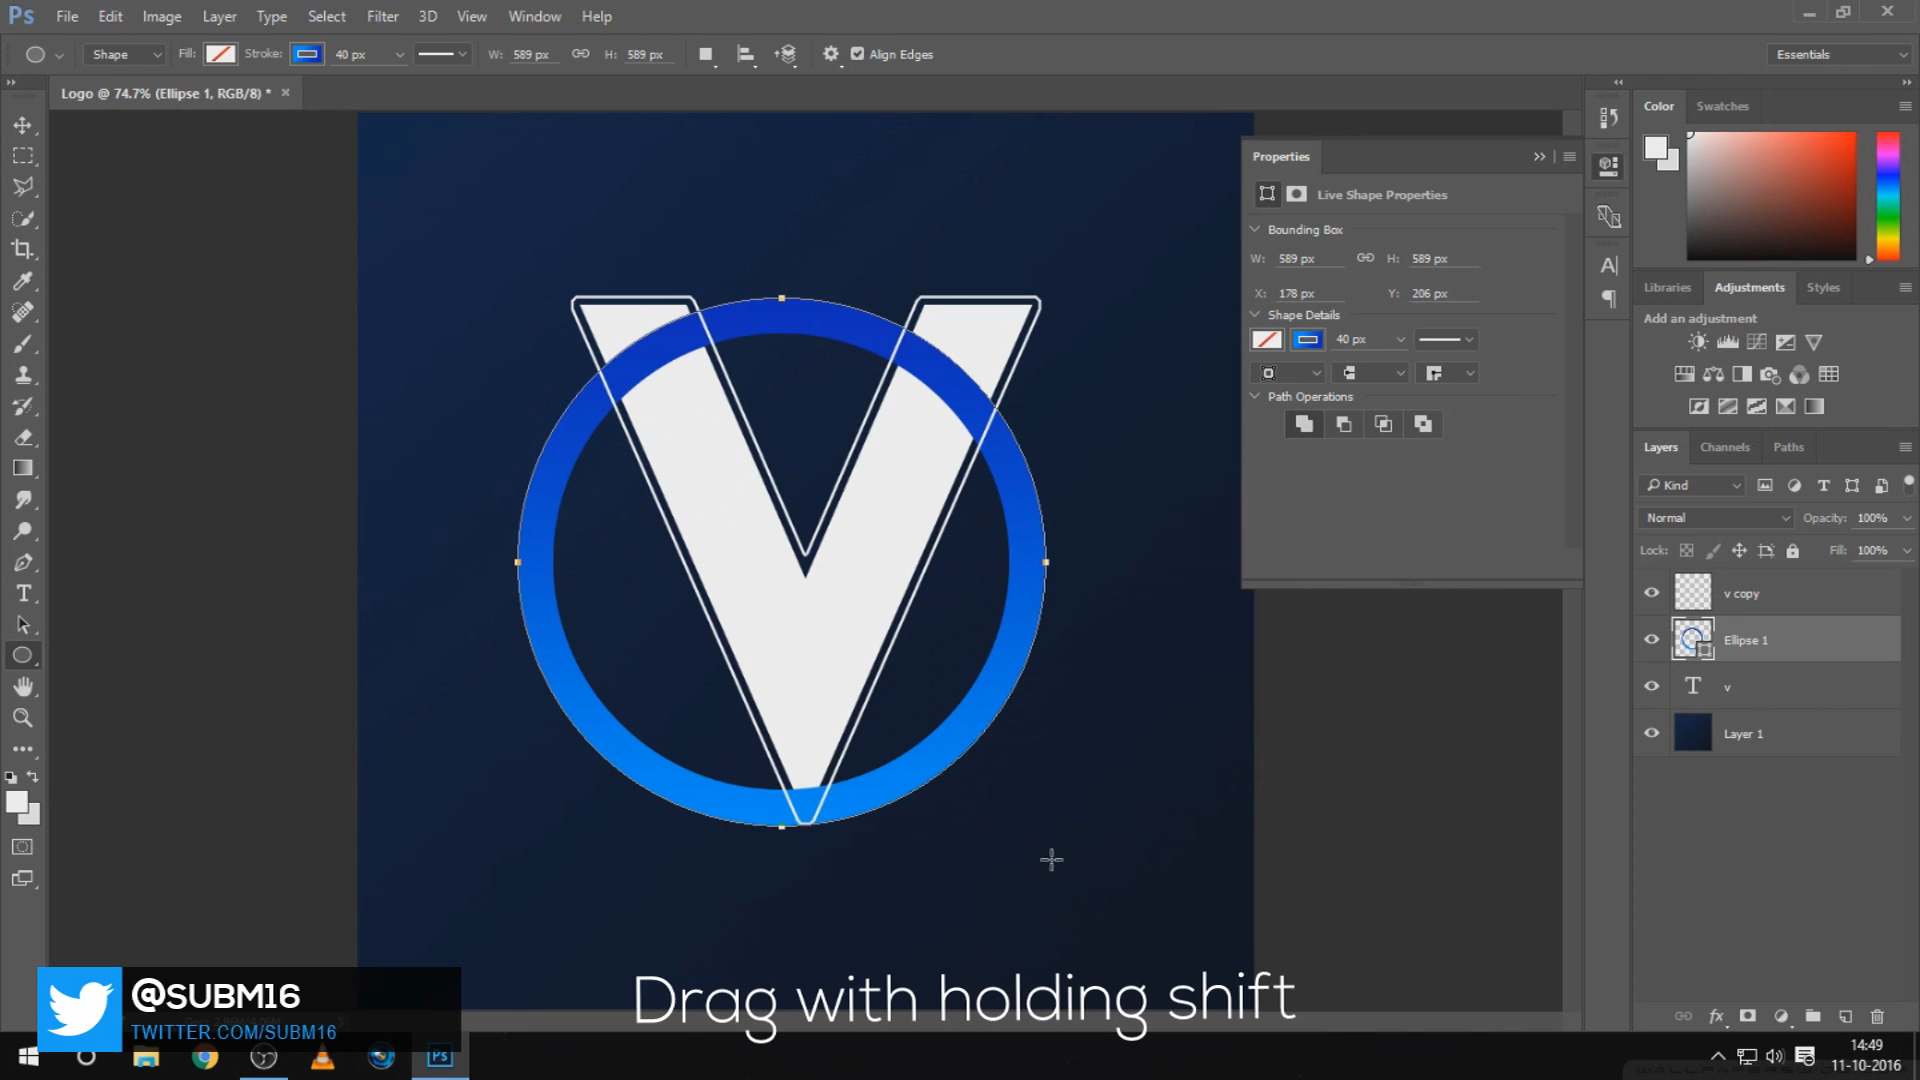 Ps File Edit Image Layer Type Select Filter 3D View Window Help
Shape Fill: Stroke: 40 px W: 589 px H: 589 px Align Edges Essentials
Logo @ 74.7% (Ellipse 1, RGB/8) *
Color Swatches
Properties
Live Shape Properties
Bounding Box
W: 589 px H: 589 px
X: 178 px Y: 206 px
Shape Details
40 px
Path Operations
Libraries Adjustments Styles
Add an adjustment
Layers Channels Paths
Kind
Normal Opacity: 100%
Lock: Fill: 100%
v copy
Ellipse 1
v
Layer 1
V
Drag with holding shift
@SUBM16
TWITTER.COM/SUBM16
Ps
14:49
11-10-2016